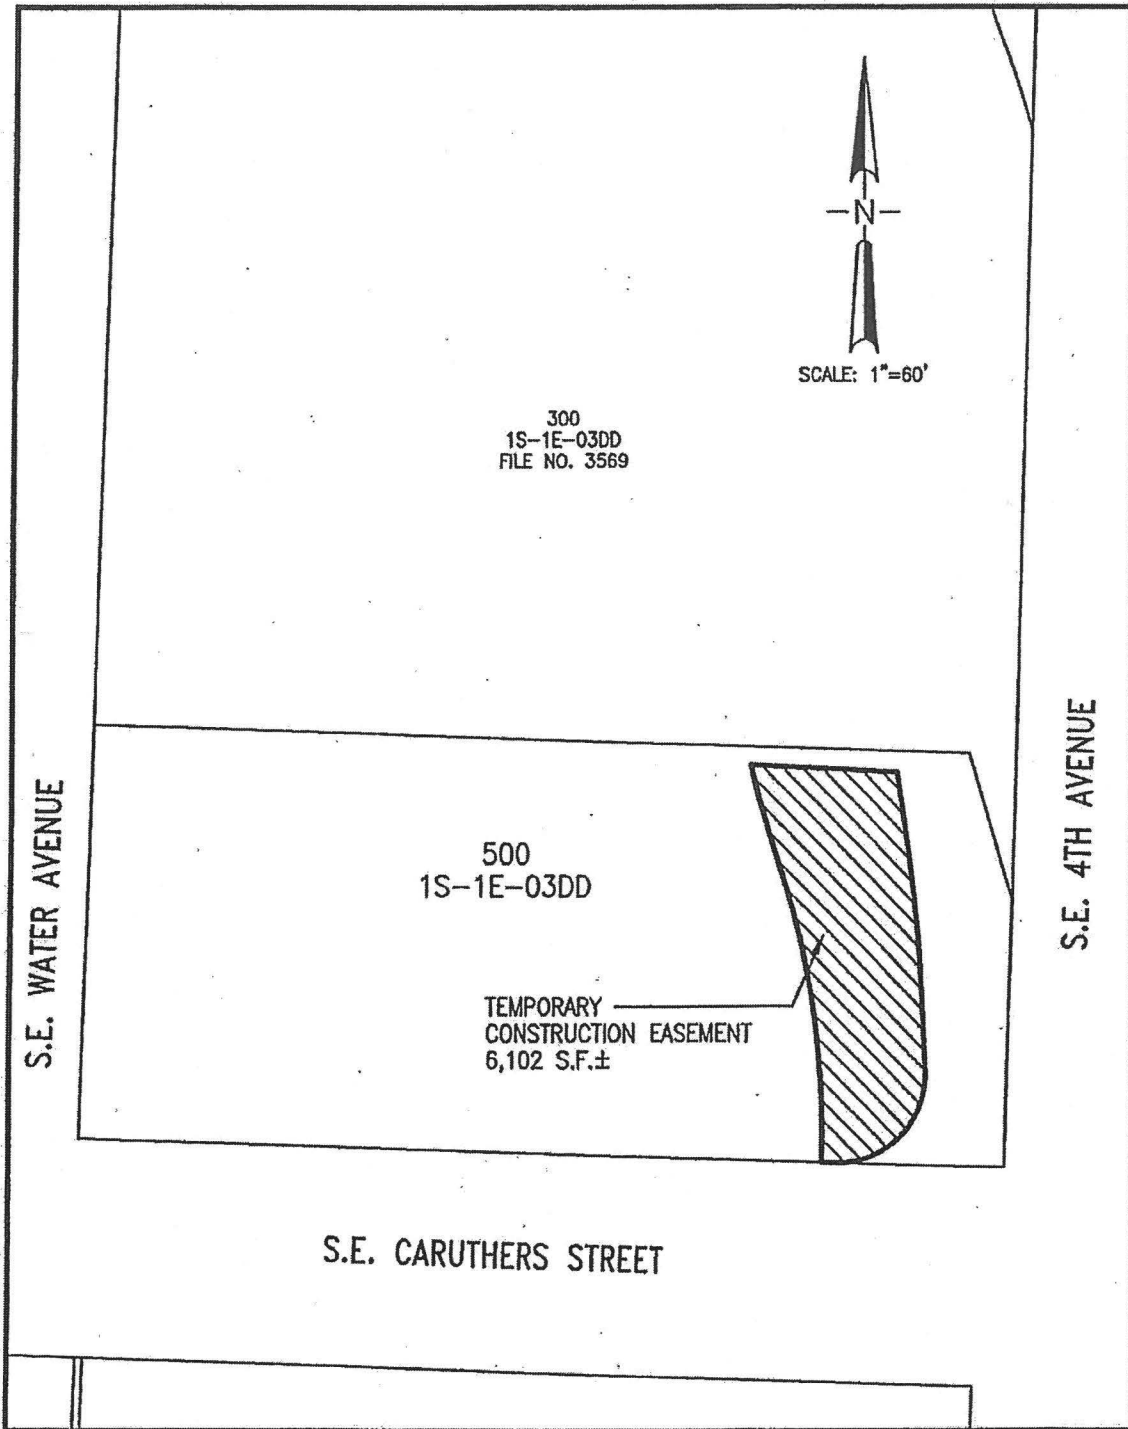 N
SCALE: 1"=60'
300
1S-1E-03DD
FILE NO. 3569
S.E. WATER AVENUE
500
1S-1E-03DD
S.E. 4TH AVENUE
TEMPORARY
CONSTRUCTION EASEMENT
6,102 S.F.±
S.E. CARUTHERS STREET